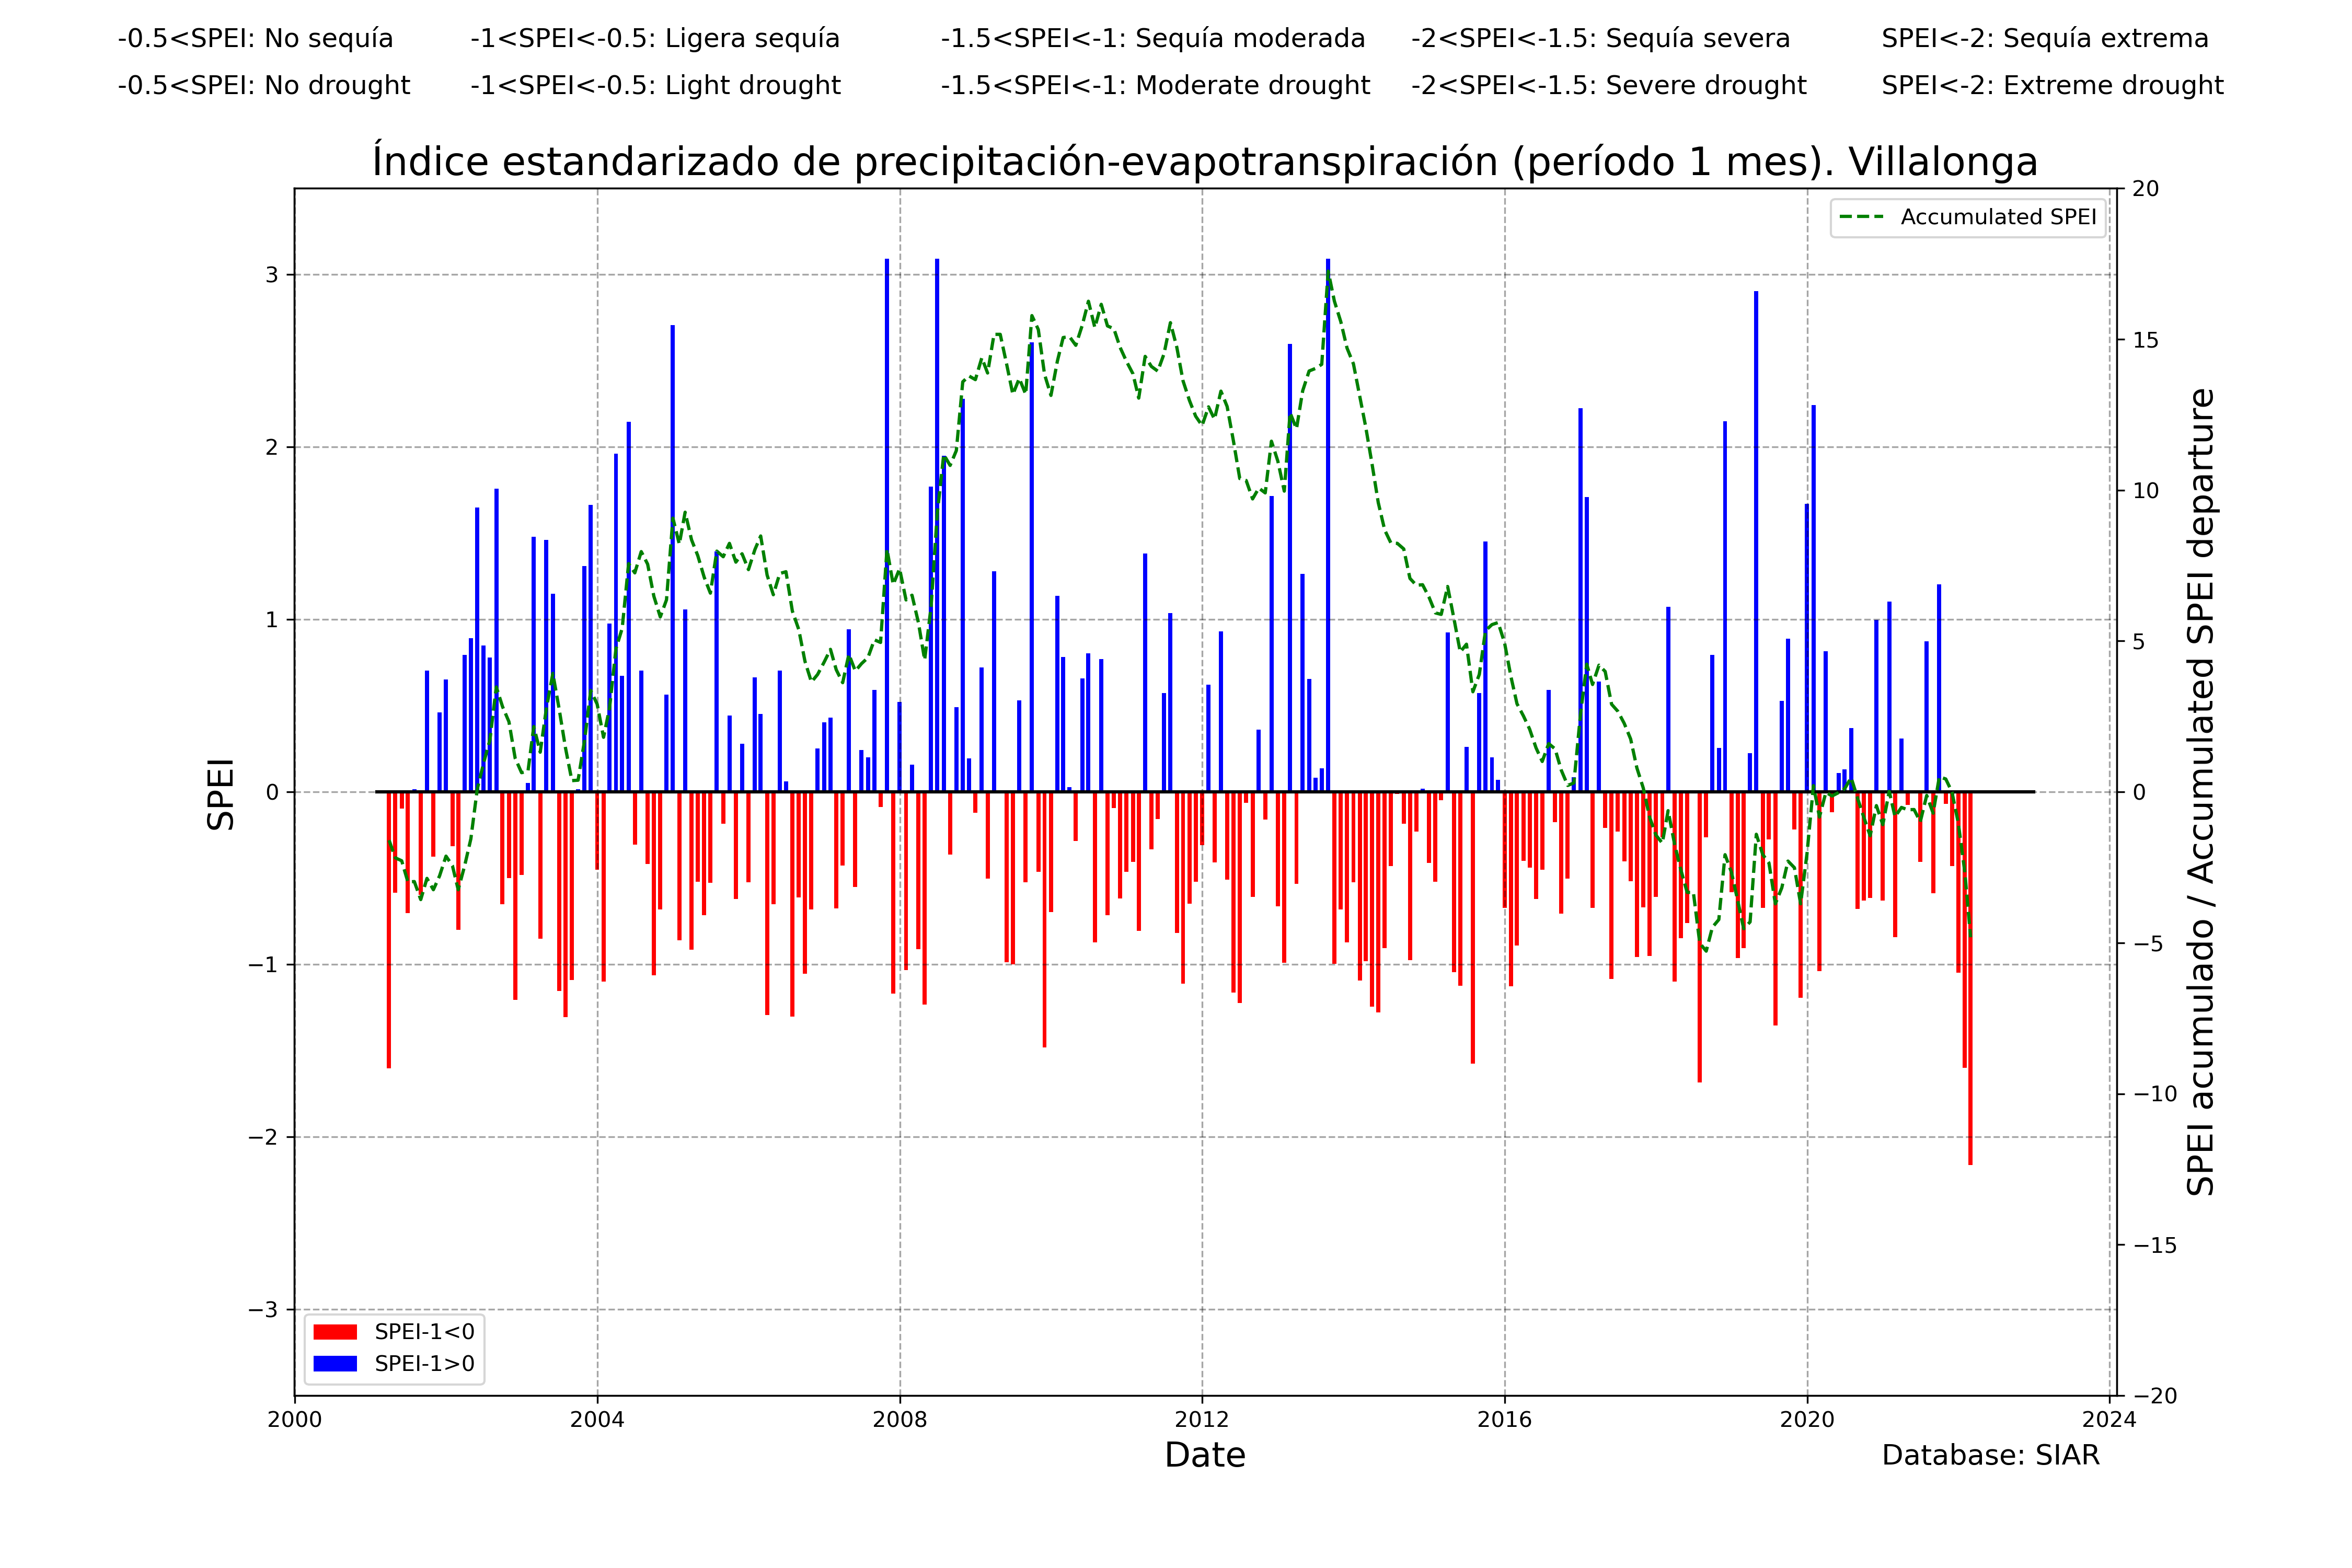 -0.5<SPEI: No sequía -1<SPEI<-0.5: Ligera sequía -1.5<SPEI<-1: Sequía moderada -2<SPEI<-1.5: Sequía severa SPEI<-2: Sequía extrema
-0.5<SPEI: No drought -1<SPEI<-0.5: Light drought -1.5<SPEI<-1: Moderate drought -2<SPEI<-1.5: Severe drought SPEI<-2: Extreme drought
Índice estandarizado de precipitación-evapotranspiración (período 1 mes). Villalonga
Accumulated SPEI
3
2
1
0
−1
−2
−3
SPEI
20
15
10
5
0
−5
−10
−15
−20
SPEI acumulado / Accumulated SPEI departure
SPEI-1<0
SPEI-1>0
2000 2004 2008 2012 2016 2020 2024
Date
Database: SIAR